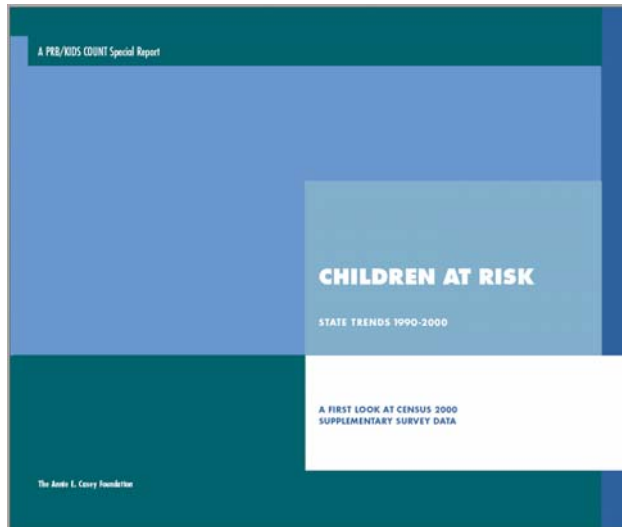 A PRB/KIDS COUNT Special Report
CHILDREN AT RISK
STATE TRENDS 1990-2000
A FIRST LOOK AT CENSUS 2000
SUPPLEMENTARY SURVEY DATA
The Annie E. Casey Foundation